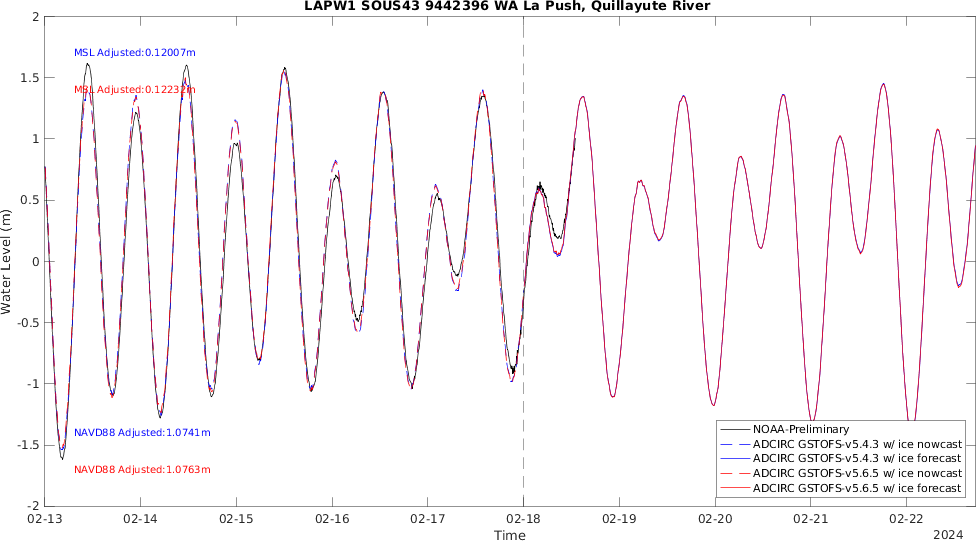 LAPW1 SOUS43 9442396 WA La Push, Quillayute River
2
1.5
1
0.5
0
-0.5
-1
-1.5
-2
Water Level (m)
MSL Adjusted:0.12007m
MSL Adjusted:0.12232m
NAVD88 Adjusted:1.0741m
NAVD88 Adjusted:1.0763m
NOAA-Preliminary
ADCIRC GSTOFS-v5.4.3 w/ ice nowcast
ADCIRC GSTOFS-v5.4.3 w/ ice forecast
ADCIRC GSTOFS-v5.6.5 w/ ice nowcast
ADCIRC GSTOFS-v5.6.5 w/ ice forecast
02-13 02-14 02-15 02-16 02-17 02-18 02-19 02-20 02-21 02-22
Time
2024